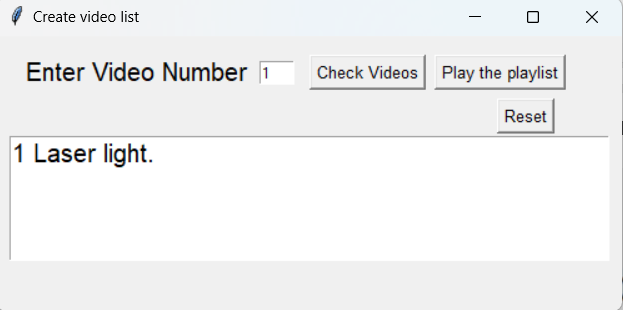 Create video list
Enter Video Number 1 Check Videos Play the playlist
Reset
1 Laser light.